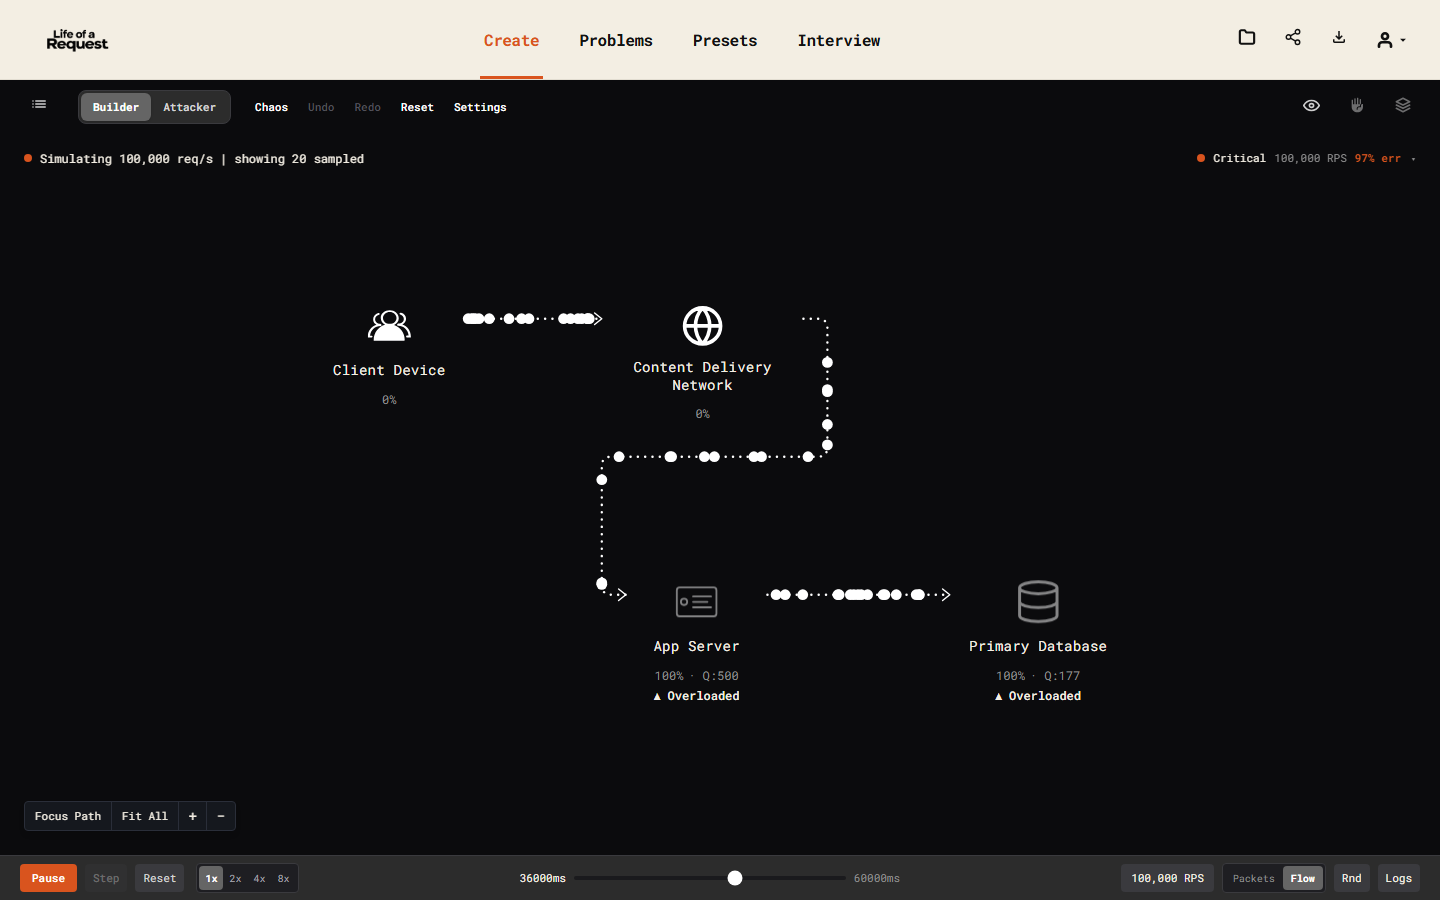 Life of a
Request
Create
Problems
Presets
Interview
Builder
Attacker
Chaos
Undo
Redo
Reset
Settings
Simulating 100,000 req/s | showing 20 sampled
Critical 100,000 RPS 97% err
Client Device
0%
Content Delivery
Network
0%
App Server
100% · Q:500
▲ Overloaded
Primary Database
100% · Q:177
▲ Overloaded
Focus Path
Fit All
+
−
Pause
Step
Reset
1x
2x
4x
8x
36000ms
60000ms
100,000 RPS
Packets
Flow
Rnd
Logs